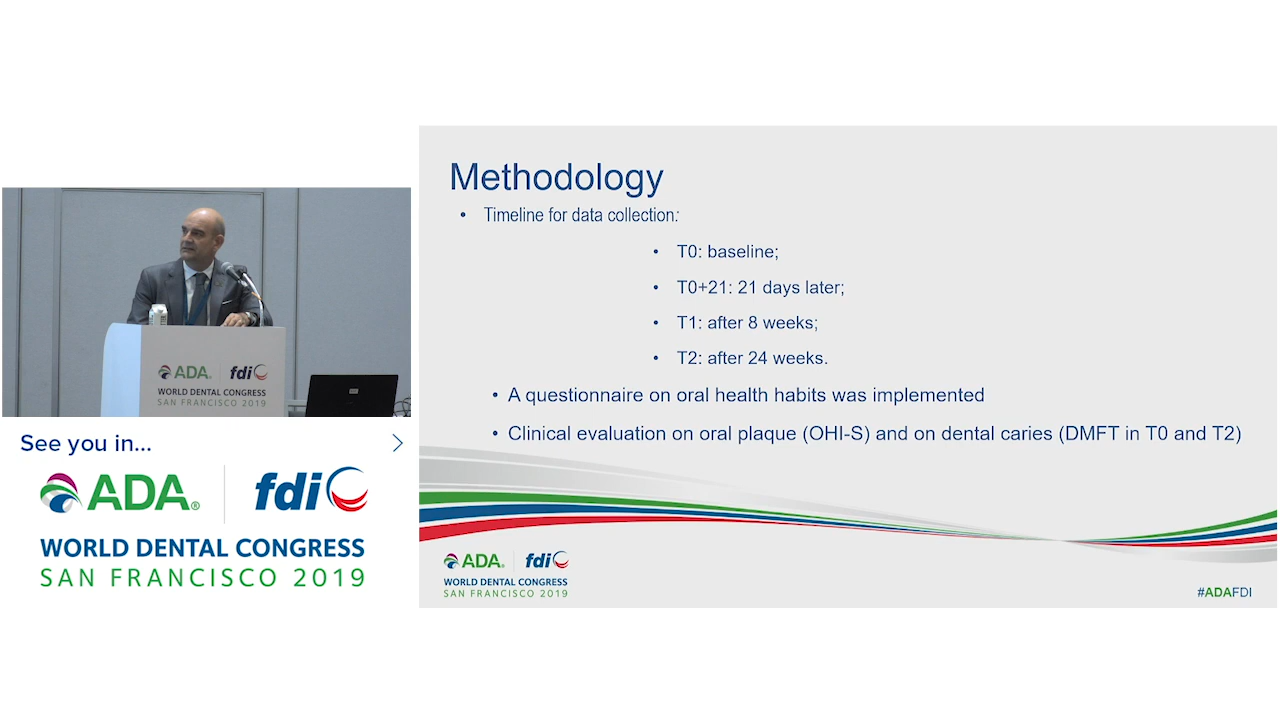 Methodology
• Timeline for data collection:
• T0: baseline;
• T0+21: 21 days later;
• T1: after 8 weeks;
• T2: after 24 weeks.
• A questionnaire on oral health habits was implemented
• Clinical evaluation on oral plaque (OHI-S) and on dental caries (DMFT in T0 and T2)
ADA. fdi
WORLD DENTAL CONGRESS
SAN FRANCISCO 2019
#ADAFDI
ADA. fdi
WORLD DENTAL CONGRESS
SAN FRANCISCO 2019
See you in...
ADA® fdi
WORLD DENTAL CONGRESS
SAN FRANCISCO 2019